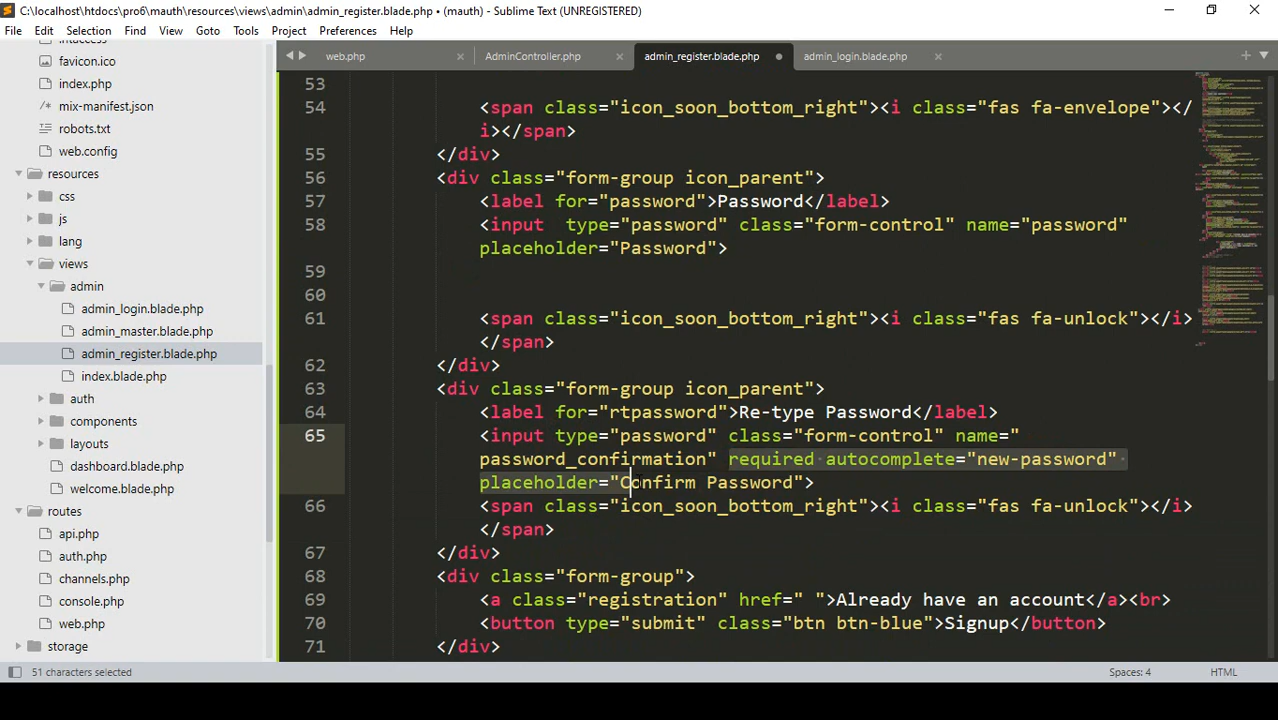 C:\localhost\htdocs\pro6\mauth\resources\views\admin\admin_register.blade.php • (mauth) - Sublime Text (UNREGISTERED)
File Edit Selection Find View Goto Tools Project Preferences Help
web.php AdminController.php admin_register.blade.php admin_login.blade.php
favicon.ico
index.php
mix-manifest.json
robots.txt
web.config
resources
css
js
lang
views
admin
admin_login.blade.php
admin_master.blade.php
admin_register.blade.php
index.blade.php
auth
components
layouts
dashboard.blade.php
welcome.blade.php
routes
api.php
auth.php
channels.php
console.php
web.php
storage
53
54 <span class="icon_soon_bottom_right"><i class="fas fa-envelope"></
i></span>
55 </div>
56 <div class="form-group icon_parent">
57 <label for="password">Password</label>
58 <input  type="password" class="form-control" name="password"
placeholder="Password">
59
60
61 <span class="icon_soon_bottom_right"><i class="fas fa-unlock"></i>
</span>
62 </div>
63 <div class="form-group icon_parent">
64 <label for="rtpassword">Re-type Password</label>
65 <input type="password" class="form-control" name="
password_confirmation" required autocomplete="new-password"
placeholder="Confirm Password">
66 <span class="icon_soon_bottom_right"><i class="fas fa-unlock"></i>
</span>
67 </div>
68 <div class="form-group">
69 <a class="registration" href=" ">Already have an account</a><br>
70 <button type="submit" class="btn btn-blue">Signup</button>
71 </div>
51 characters selected Spaces: 4 HTML